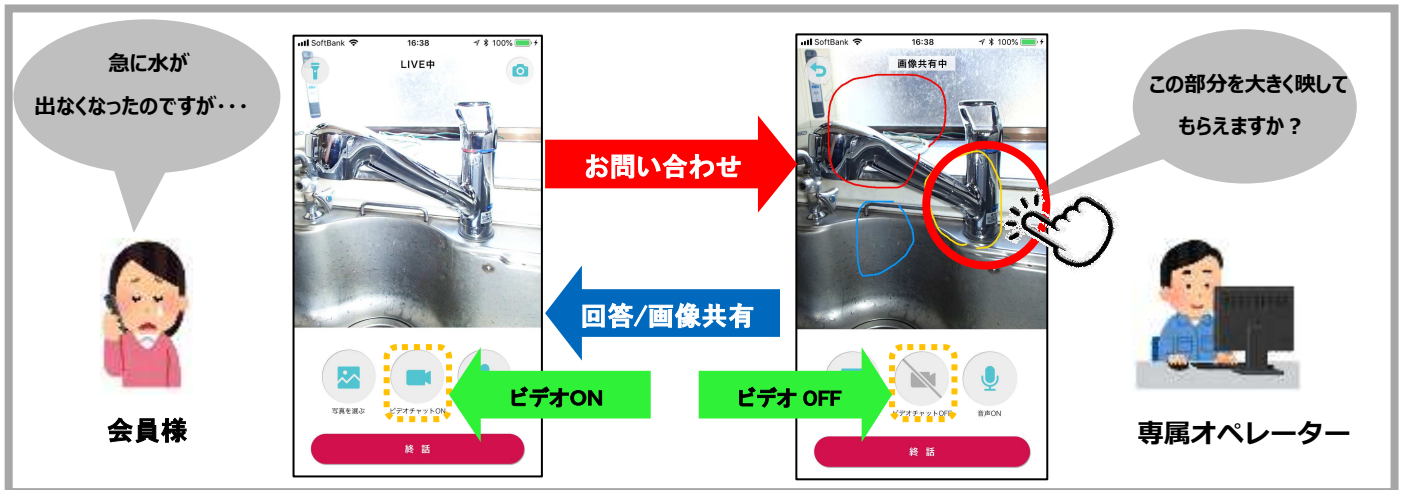 急に水が
出なくなったのですが・・・
会員様
SoftBank 16:38 100%
LIVE中
写真を選ぶ ビデオチャットON
終 話
お問い合わせ
回答/画像共有
ビデオON
ビデオ OFF
SoftBank 16:38 100%
画像共有中
ビデオチャットOFF 音声ON
終 話
この部分を大きく映して
もらえますか？
専属オペレーター